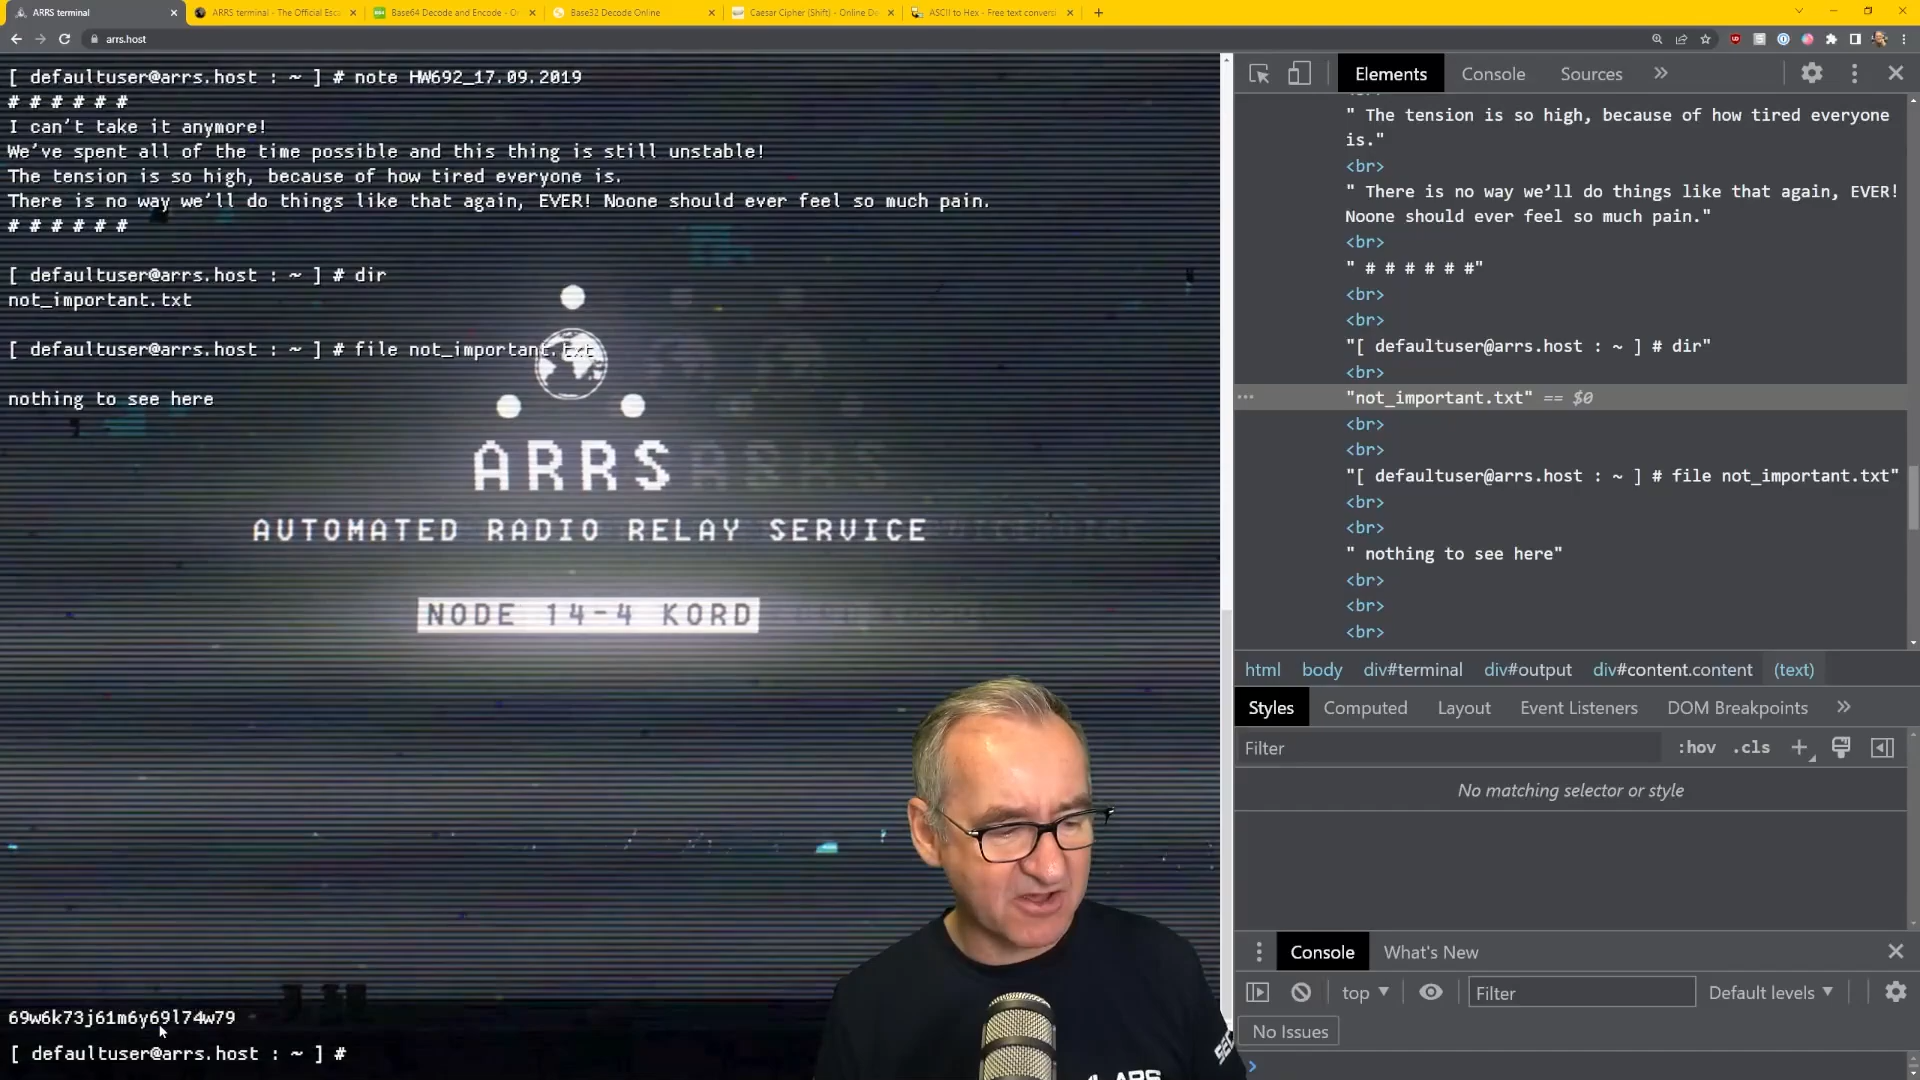 ARRS terminal
ARRS terminal - The Official Esca
Base64 Decode and Encode - O
Base32 Decode Online
Caesar Cipher (Shift) - Online De
ASCII to Hex - Free text conversi
arrs.host
[ defaultuser@arrs.host : ~ ] # note HW692_17.09.2019
# # # # # #
I can't take it anymore!
We've spent all of the time possible and this thing is still unstable!
The tension is so high, because of how tired everyone is.
There is no way we'll do things like that again, EVER! Noone should ever feel so much pain.
# # # # # #
[ defaultuser@arrs.host : ~ ] # dir
not_important.txt
[ defaultuser@arrs.host : ~ ] # file not_important.txt
nothing to see here
ARRS
AUTOMATED RADIO RELAY SERVICE
NODE 14-4 KORD
69w6k73j61m6y69l74w79
[ defaultuser@arrs.host : ~ ] #
Elements Console Sources
" The tension is so high, because of how tired everyone
is."
<br>
" There is no way we'll do things like that again, EVER!
Noone should ever feel so much pain."
<br>
" # # # # # #"
<br>
<br>
"[ defaultuser@arrs.host : ~ ] # dir"
<br>
"not_important.txt" == $0
<br>
<br>
"[ defaultuser@arrs.host : ~ ] # file not_important.txt"
<br>
<br>
" nothing to see here"
<br>
<br>
<br>
html body div#terminal div#output div#content.content (text)
Styles Computed Layout Event Listeners DOM Breakpoints
Filter :hov .cls
No matching selector or style
Console What's New
top Filter Default levels
No Issues